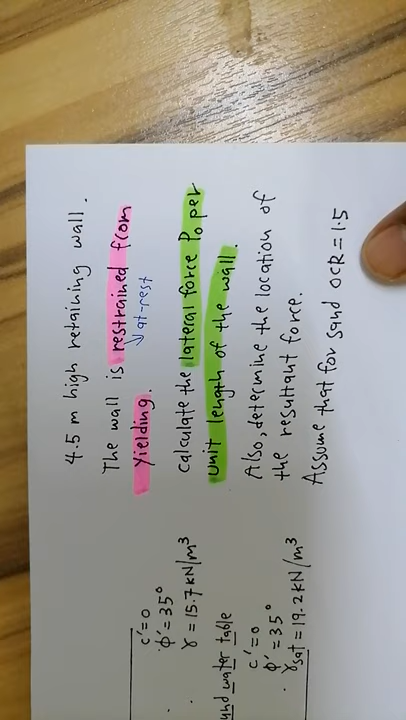 4.5 m high retaining wall.
The wall is restrained from
at-rest
yielding.
calculate the lateral force Po per
unit length of the wall.
Also, determine the location of
the resultant force.
Assume that for sand OCR = 1.5
c' = 0
φ' = 35°
γ = 15.7 kN/m³
water table
c' = 0
φ' = 35°
γsat = 19.2 kN/m³